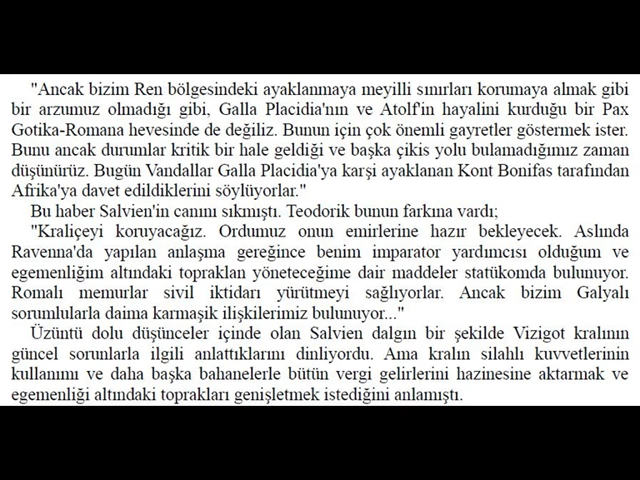 "Ancak bizim Ren bölgesindeki ayaklanmaya meyilli sınırları korumaya almak gibi
bir arzumuz olmadığı gibi, Galla Placidia'nın ve Atolf'in hayalini kurduğu bir Pax
Gotika-Romana hevesinde de değiliz. Bunun için çok önemli gayretler göstermek ister.
Bunu ancak durumlar kritik bir hale geldiği ve başka çikis yolu bulamadığımız zaman
düşünürüz. Bugün Vandallar Galla Placidia'ya karşi ayaklanan Kont Bonifas tarafından
Afrika'ya davet edildiklerini söylüyorlar."
Bu haber Salvien'in canını sıkmıştı. Teodorik bunun farkına vardı;
"Kraliçeyi koruyacağız. Ordumuz onun emirlerine hazır bekleyecek. Aslında
Ravenna'da yapılan anlaşma gereğince benim imparator yardımcısı olduğum ve
egemenliğim altındaki toprakları yöneteceğime dair maddeler statükomda bulunuyor.
Romalı memurlar sivil iktidarı yürütmeyi sağlıyorlar. Ancak bizim Galyalı
sorumlularla daima karmaşik ilişkilerimiz bulunuyor..."
Üzüntü dolu düşünceler içinde olan Salvien dalgın bir şekilde Vizigot kralının
güncel sorunlarla ilgili anlattıklarını dinliyordu. Ama kralın silahlı kuvvetlerinin
kullanımı ve daha başka bahanelerle bütün vergi gelirlerini hazinesine aktarmak ve
egemenliği altındaki toprakları genişletmek istediğini anlamıştı.